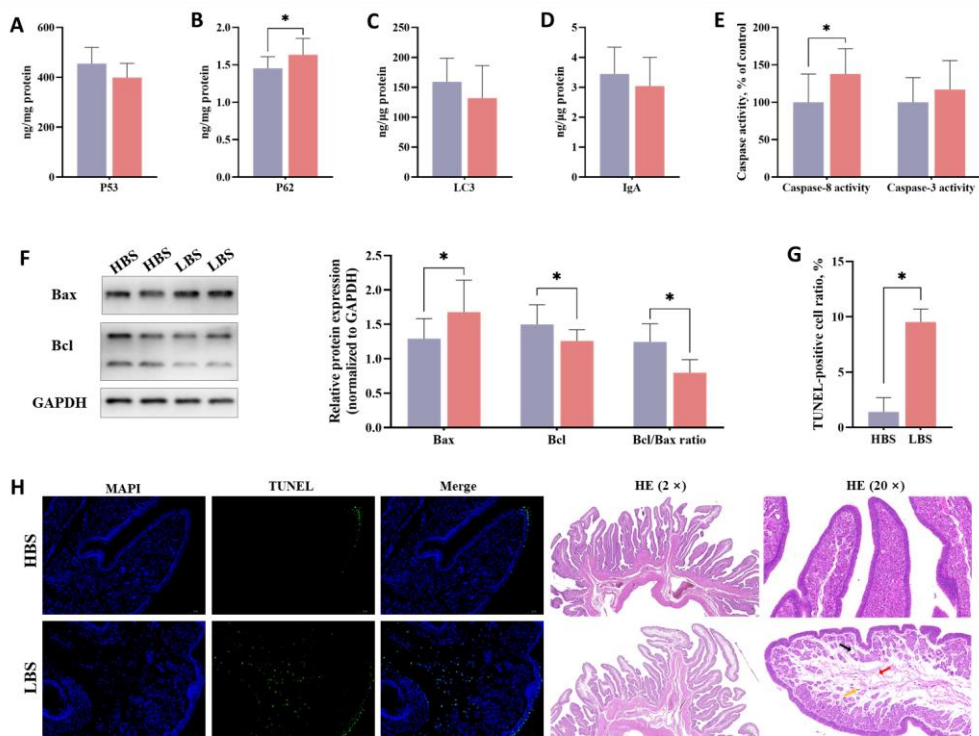 A
ng/mg protein
600
400
200
0
P53
B
ng/mg protein
2.0
1.5
1.0
0.5
0.0
*
P62
C
ng/μg protein
250
200
150
100
50
0
LC3
D
ng/μg protein
5
4
3
2
1
0
IgA
E
Caspase activity, % of control
200
150
100
50
0
*
Caspase-8 activity
Caspase-3 activity
F
HBS HBS LBS LBS
Bax
Bcl
GAPDH
Relative protein expression
(normalized to GAPDH)
2.5
2.0
1.5
1.0
0.5
0.0
*
*
*
Bax
Bcl
Bcl/Bax ratio
G
TUNEL-positive cell ratio, %
15
10
5
0
*
HBS LBS
H
MAPI
TUNEL
Merge
HE (2 ×)
HE (20 ×)
HBS
LBS